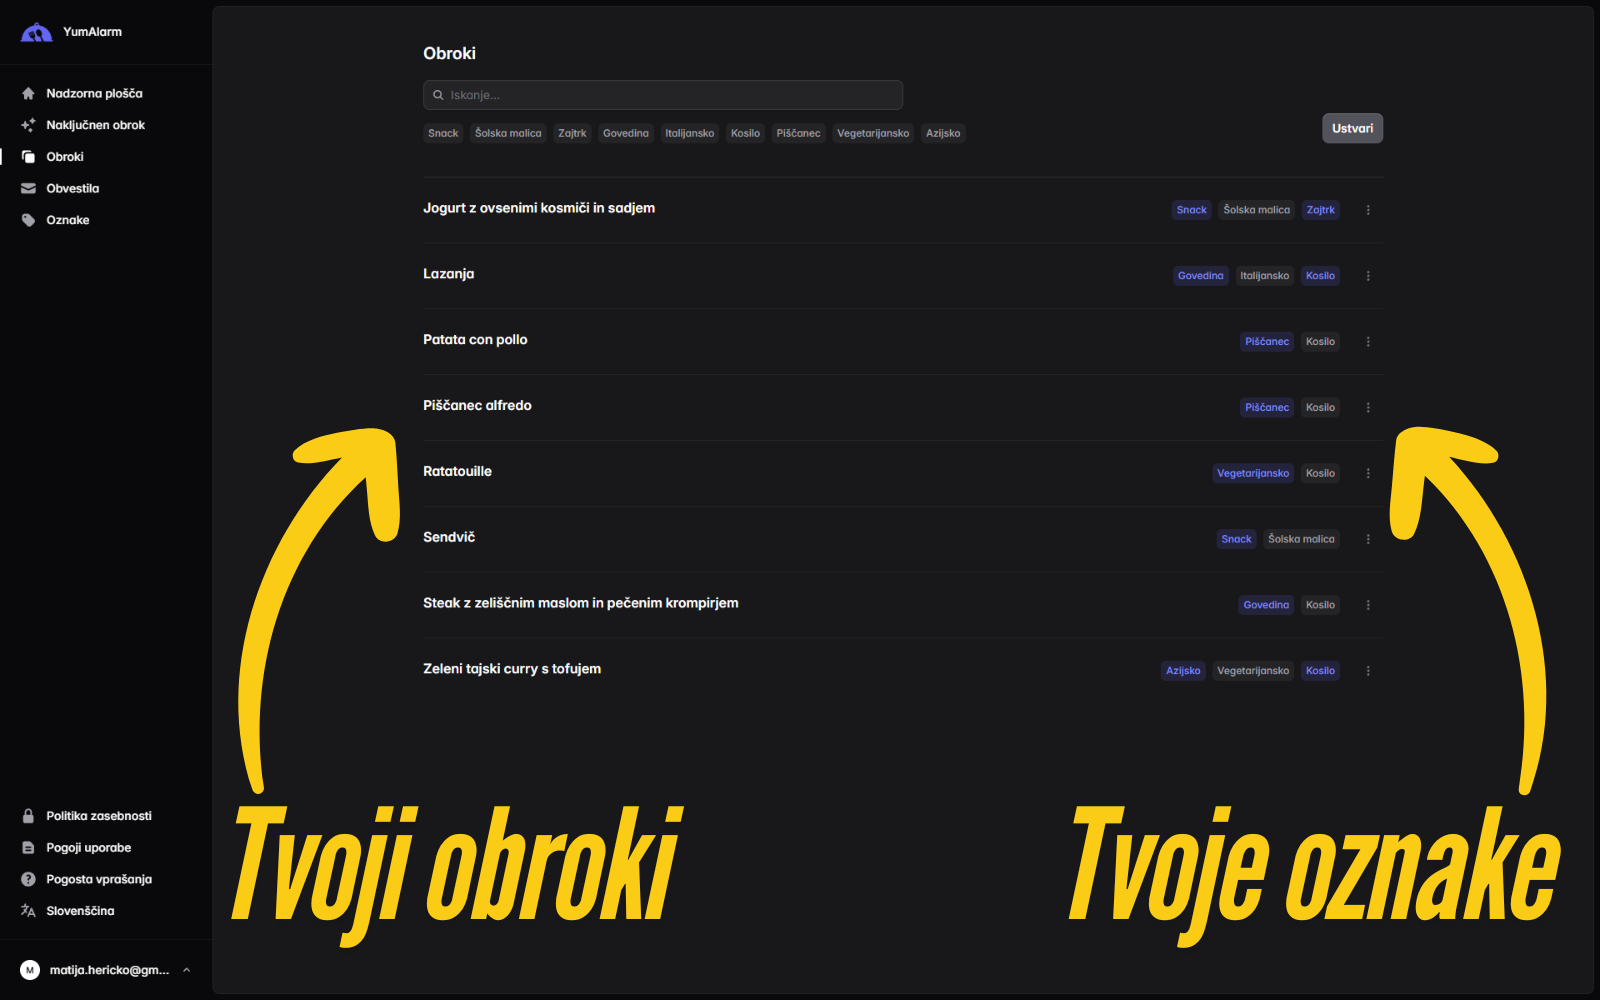 YumAlarm
Nadzorna plošča
Naključnen obrok
Obroki
Obvestila
Oznake
Politika zasebnosti
Pogoji uporabe
Pogosta vprašanja
Slovenščina
M matija.hericko@gm...
Obroki
Iskanje...
Snack Šolska malica Zajtrk Govedina Italijansko Kosilo Piščanec Vegetarijansko Azijsko
Ustvari
Jogurt z ovsenimi kosmiči in sadjem Snack Šolska malica Zajtrk
Lazanja Govedina Italijansko Kosilo
Patata con pollo Piščanec Kosilo
Piščanec alfredo Piščanec Kosilo
Ratatouille Vegetarijansko Kosilo
Sendvič Snack Šolska malica
Steak z zeliščnim maslom in pečenim krompirjem Govedina Kosilo
Zeleni tajski curry s tofujem Azijsko Vegetarijansko Kosilo
Tvoji obroki
Tvoje oznake